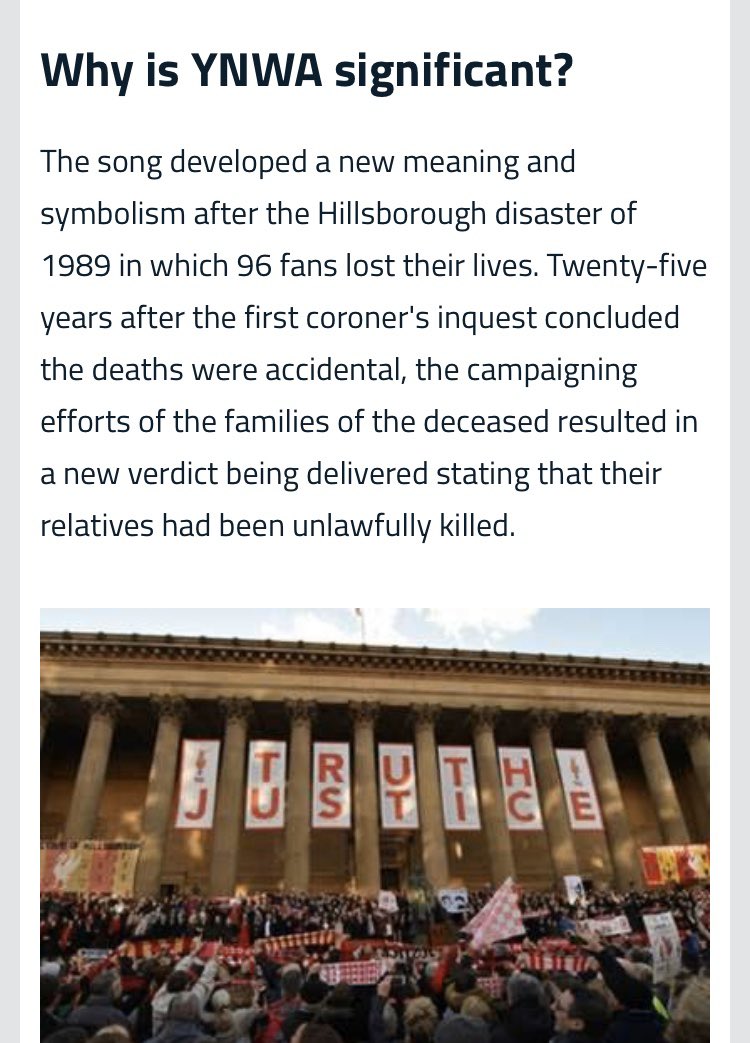 Why is YNWA significant?
The song developed a new meaning and
symbolism after the Hillsborough disaster of
1989 in which 96 fans lost their lives. Twenty-five
years after the first coroner's inquest concluded
the deaths were accidental, the campaigning
efforts of the families of the deceased resulted in
a new verdict being delivered stating that their
relatives had been unlawfully killed.
TRUTH
JUSTICE